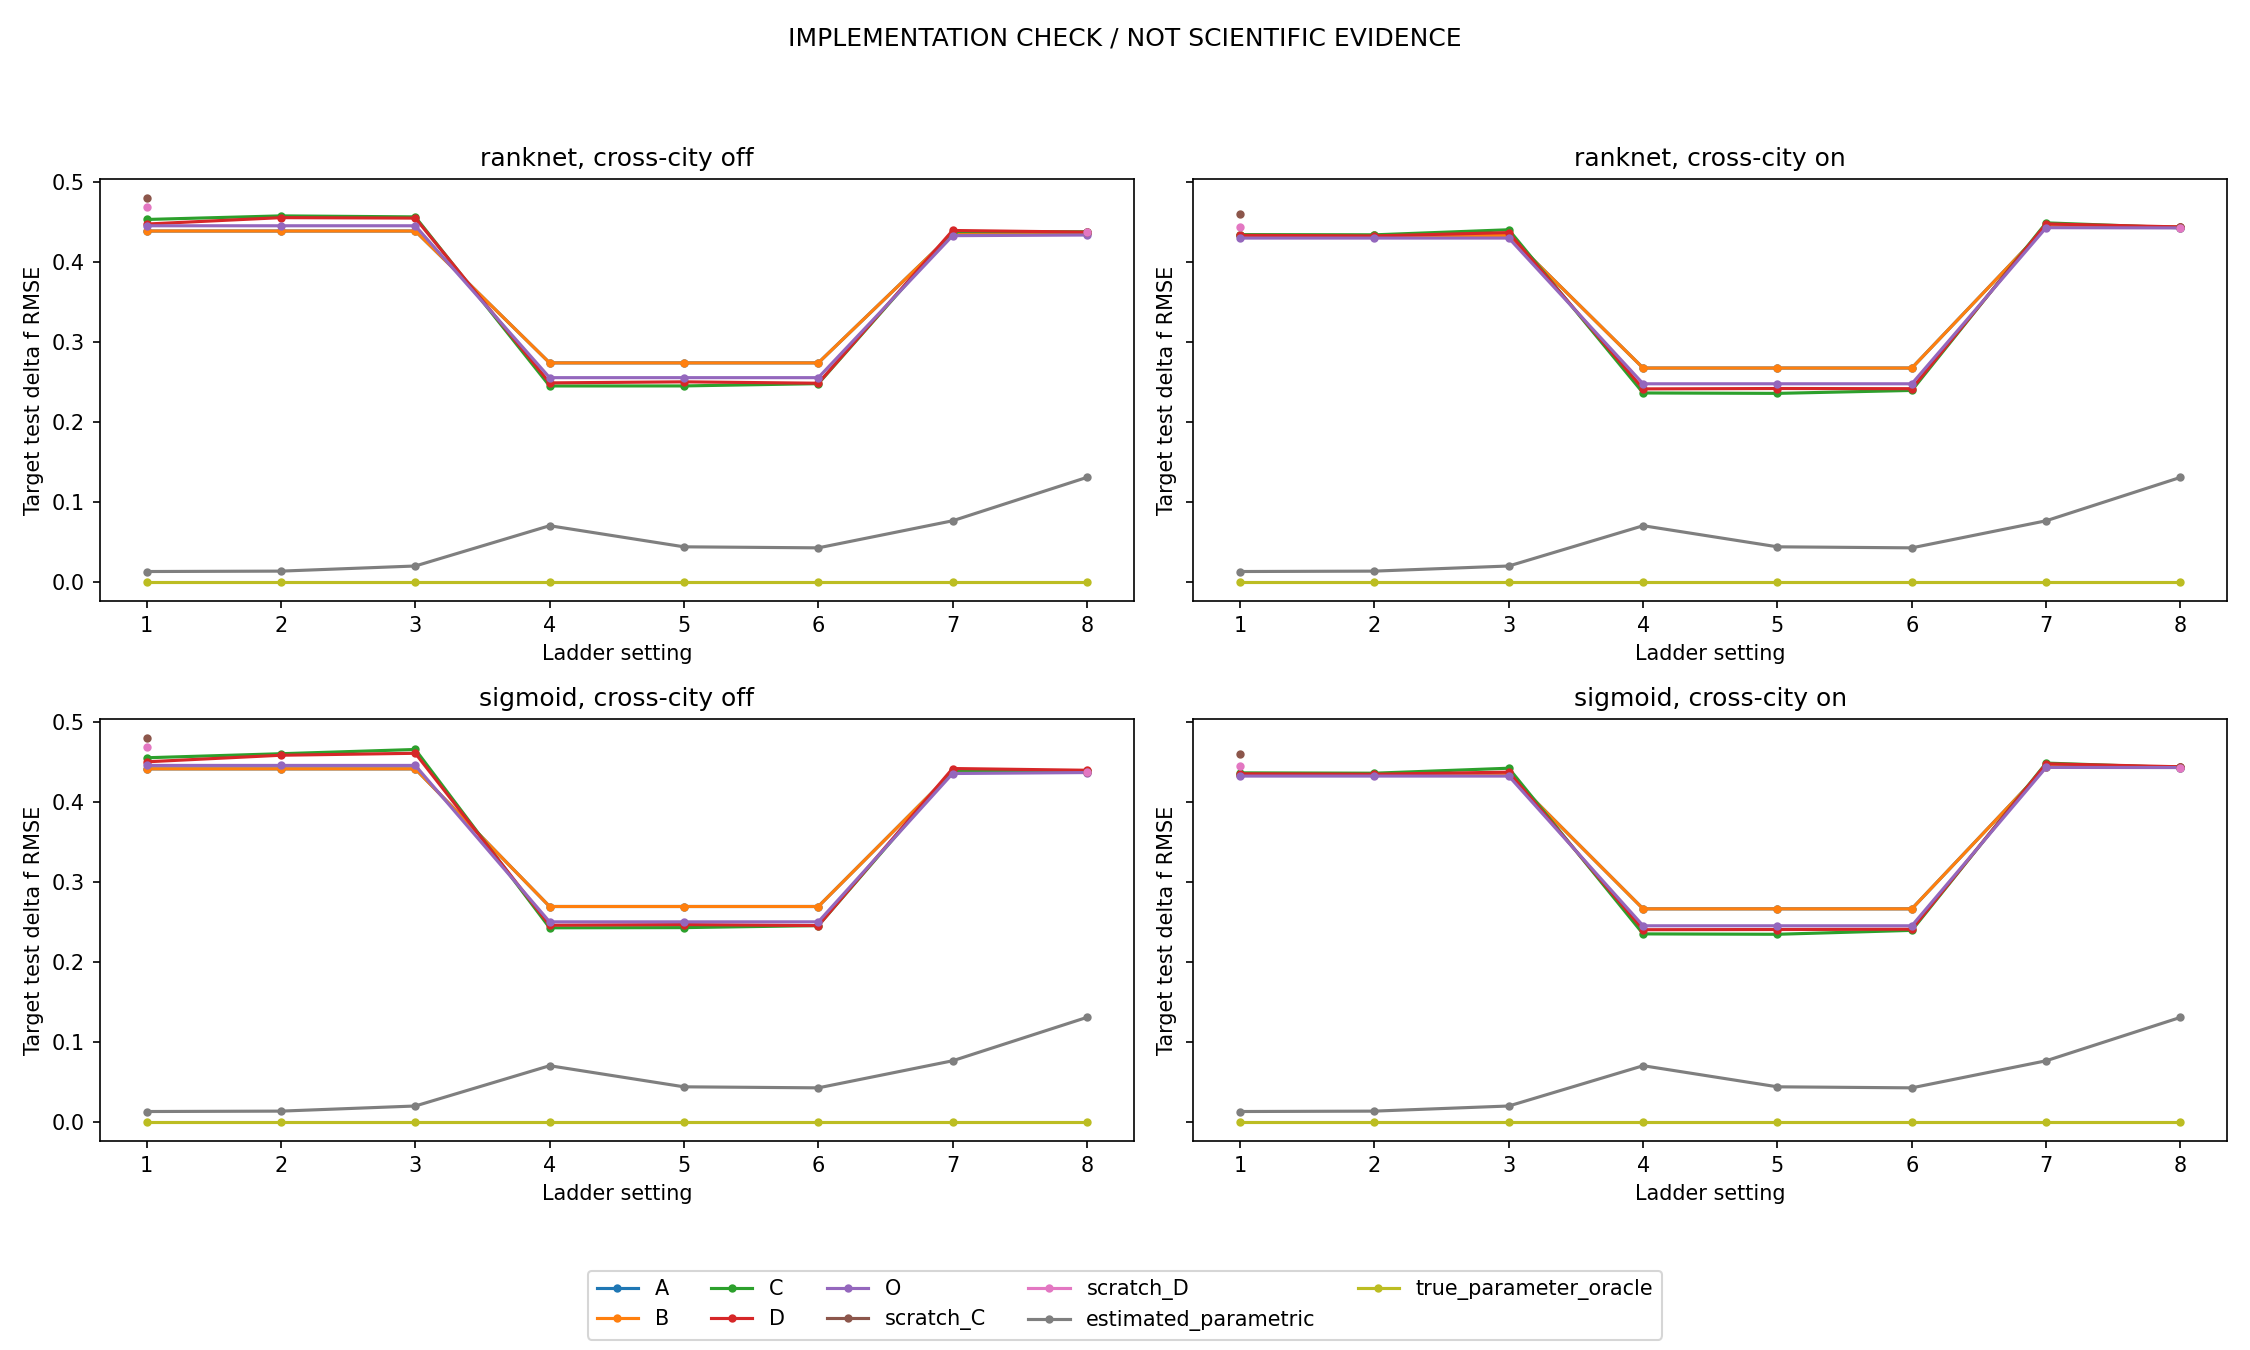 IMPLEMENTATION CHECK / NOT SCIENTIFIC EVIDENCE
ranknet, cross-city off
Target test delta f RMSE
0.5
0.4
0.3
0.2
0.1
0.0
1 2 3 4 5 6 7 8
Ladder setting
ranknet, cross-city on
Target test delta f RMSE
1 2 3 4 5 6 7 8
Ladder setting
sigmoid, cross-city off
Target test delta f RMSE
0.5
0.4
0.3
0.2
0.1
0.0
1 2 3 4 5 6 7 8
Ladder setting
sigmoid, cross-city on
Target test delta f RMSE
1 2 3 4 5 6 7 8
Ladder setting
A C O scratch_D true_parameter_oracle
B D scratch_C estimated_parametric